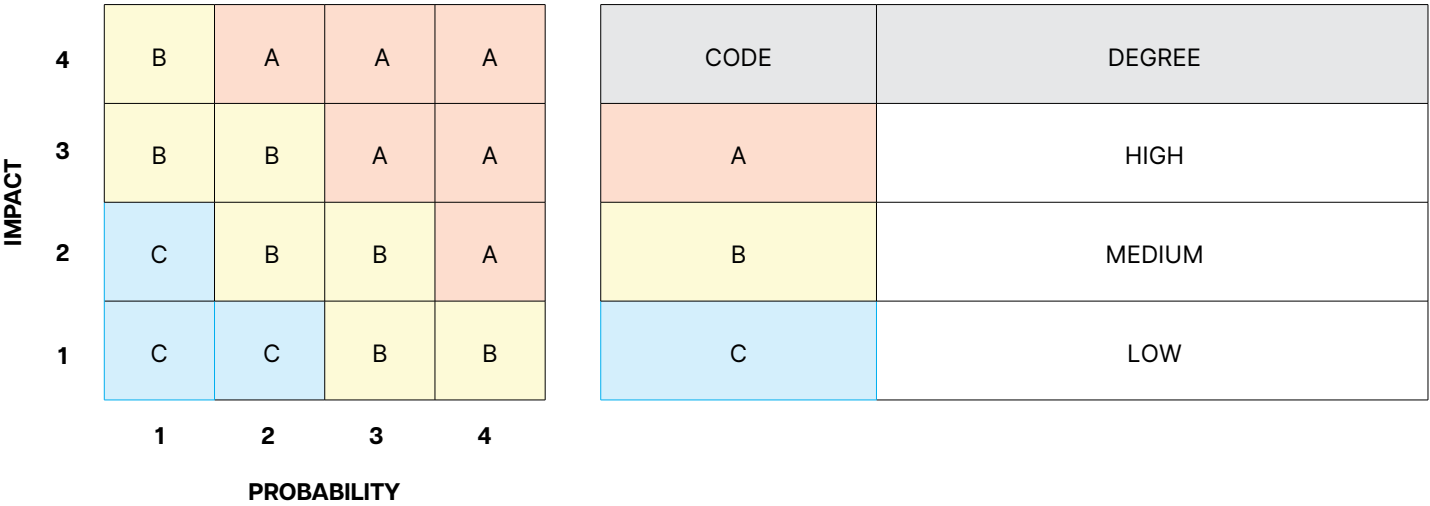 4 B A A A
3 B B A A
2 C B B A
1 C C B B
1 2 3 4
IMPACT
PROBABILITY
CODE DEGREE
A HIGH
B MEDIUM
C LOW